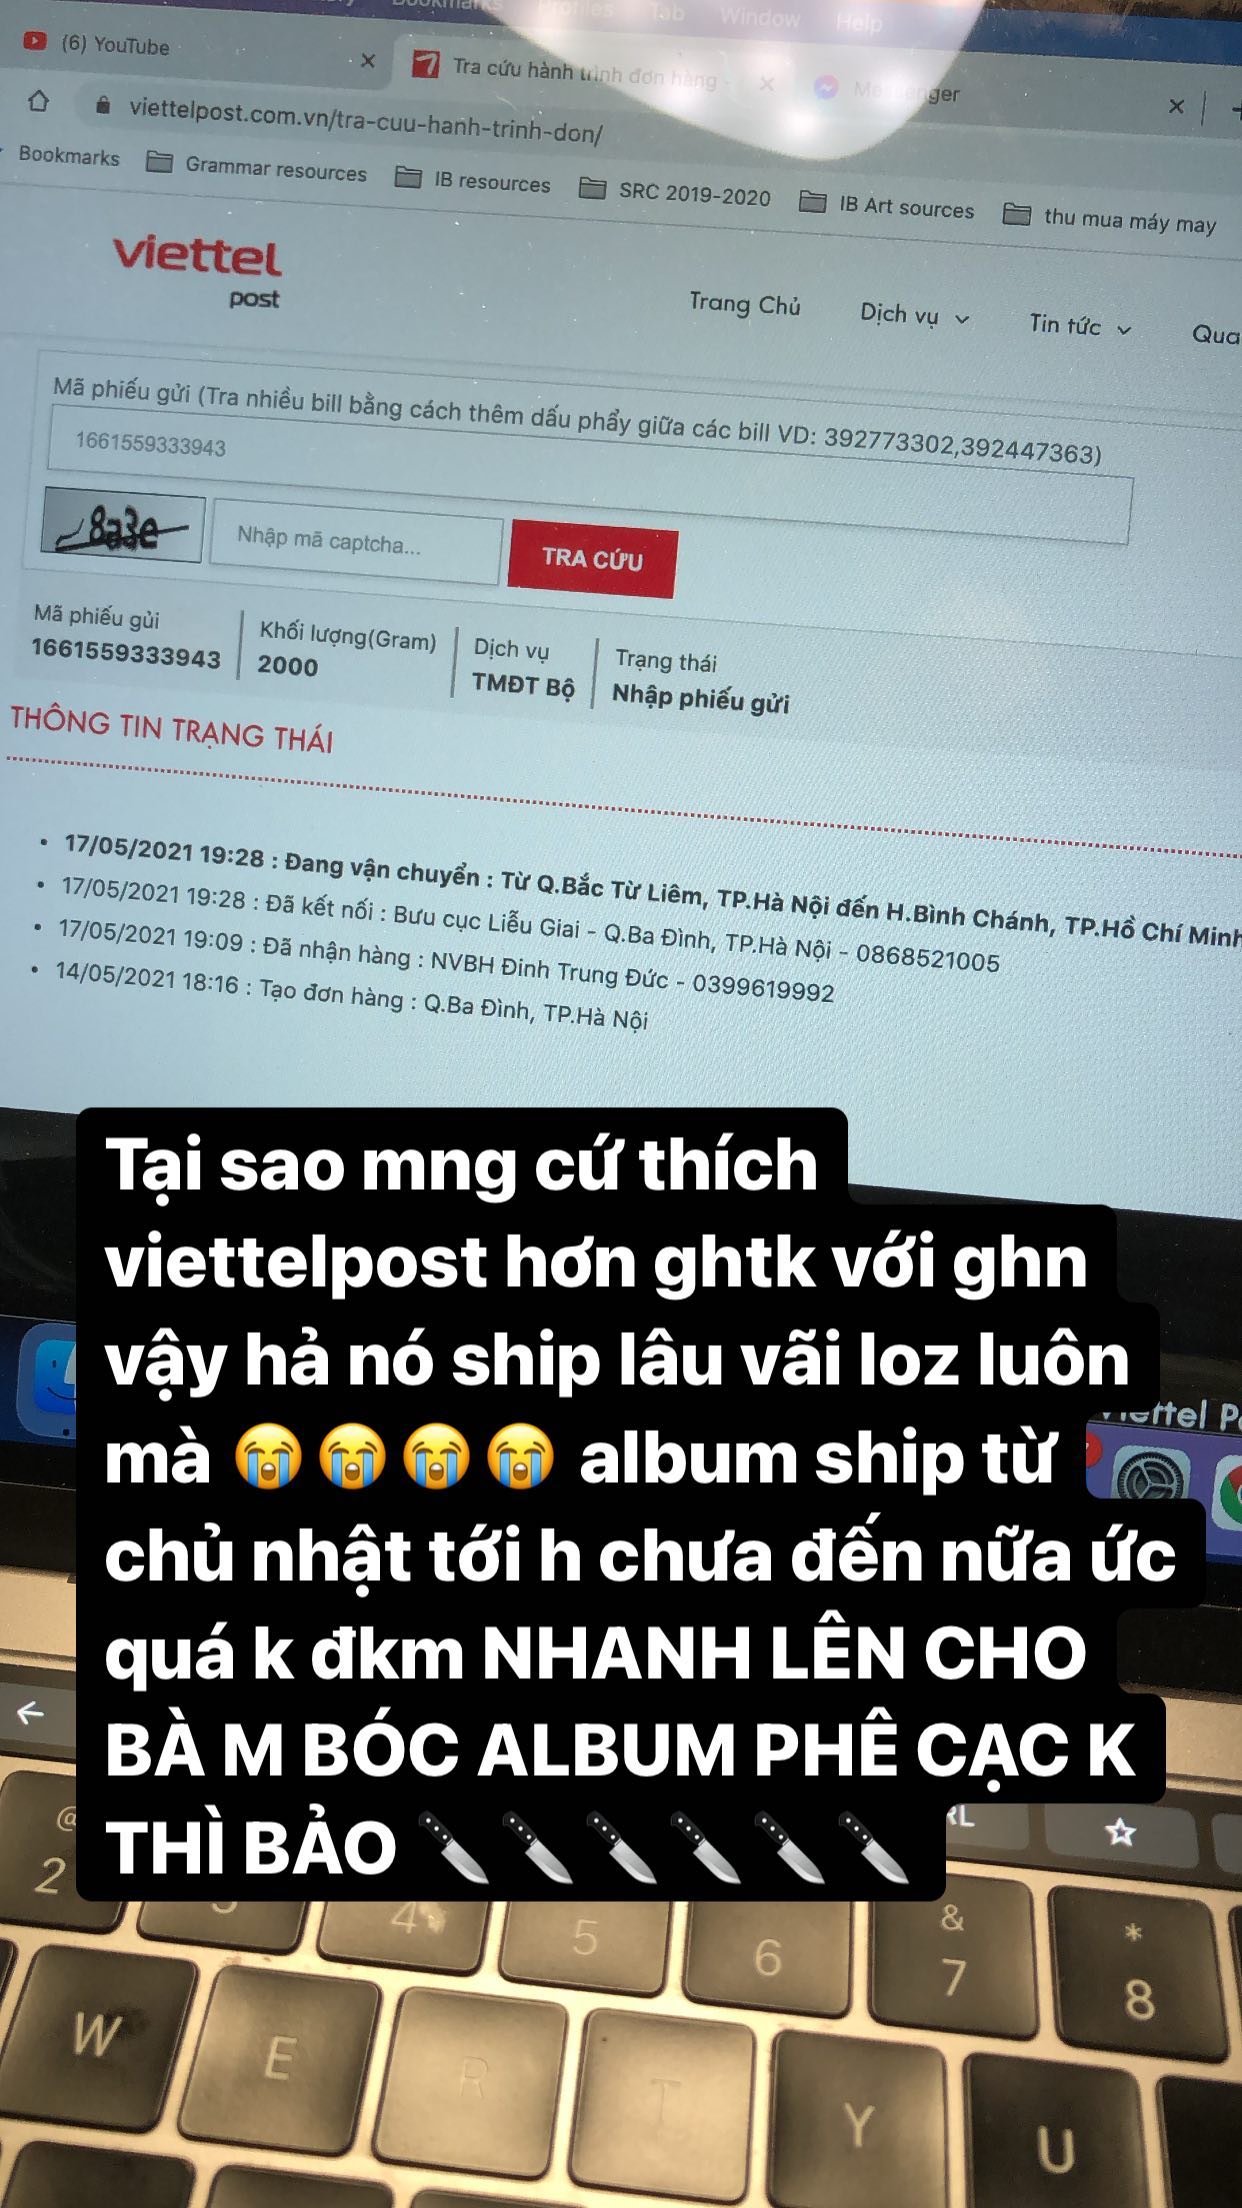 Bookmarks Profiles Tab Window Help
(6) YouTube
Tra cứu hành trình đơn hàng -
viettelpost.com.vn/tra-cuu-hanh-trinh-don/
Bookmarks Grammar resources IB resources SRC 2019-2020 IB Art sources thu mua máy may
viettel
post
Trang Chủ Dịch vụ Tin tức
Mã phiếu gửi (Tra nhiều bill bằng cách thêm dấu phẩy giữa các bill VD: 392773302,392447363)
1661559333943
8a3e Nhập mã captcha... TRA CỨU
Mã phiếu gửi Khối lượng(Gram) Dịch vụ Trạng thái
1661559333943 2000 TMĐT Bộ Nhập phiếu gửi
THÔNG TIN TRẠNG THÁI
• 17/05/2021 19:28 : Đang vận chuyển : Từ Q.Bắc Từ Liêm, TP.Hà Nội đến H.Bình Chánh, TP.Hồ Chí Minh
• 17/05/2021 19:28 : Đã kết nối : Bưu cục Liễu Giai - Q.Ba Đình, TP.Hà Nội - 0868521005
• 17/05/2021 19:09 : Đã nhận hàng : NVBH Đinh Trung Đức - 0399619992
• 14/05/2021 18:16 : Tạo đơn hàng : Q.Ba Đình, TP.Hà Nội
Tại sao mng cứ thích
viettelpost hơn ghtk với ghn
vậy hả nó ship lâu vãi loz luôn
mà 😭😭😭😭 album ship từ
chủ nhật tới h chưa đến nữa ức
quá k đkm NHANH LÊN CHO
BÀ M BÓC ALBUM PHÊ CẠC K
THÌ BẢO 🔪🔪🔪🔪🔪🔪
@ & *
2 4 5 6 7 8
W E R T Y U